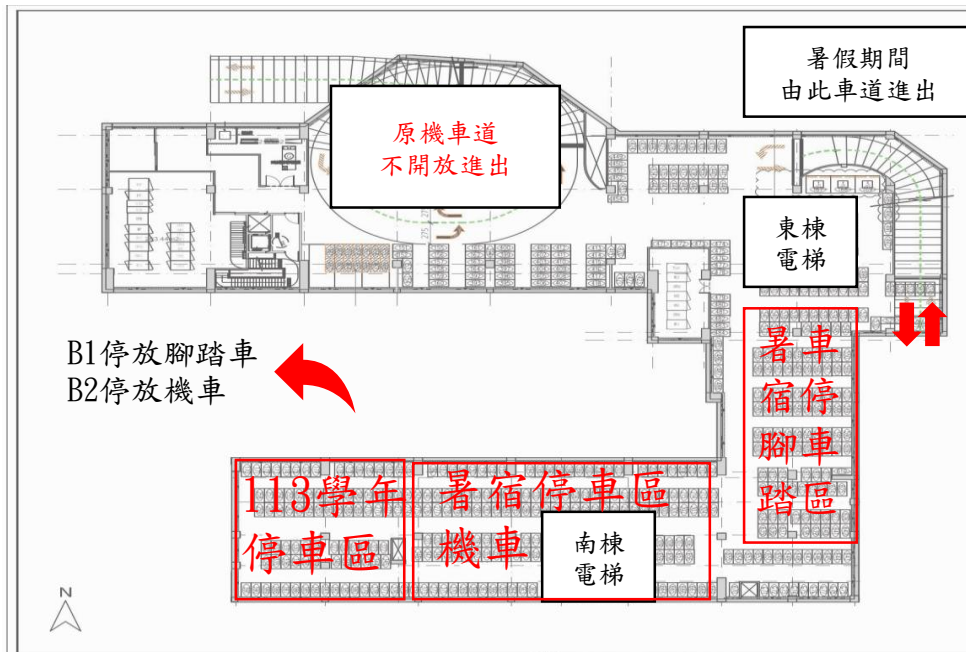 暑假期間
由此車道進出
原機車道
不開放進出
東棟
電梯
B1停放腳踏車
B2停放機車
暑車
宿停
腳車
踏區
113學年
停車區
暑宿停車區
機車
南棟
電梯
N
275